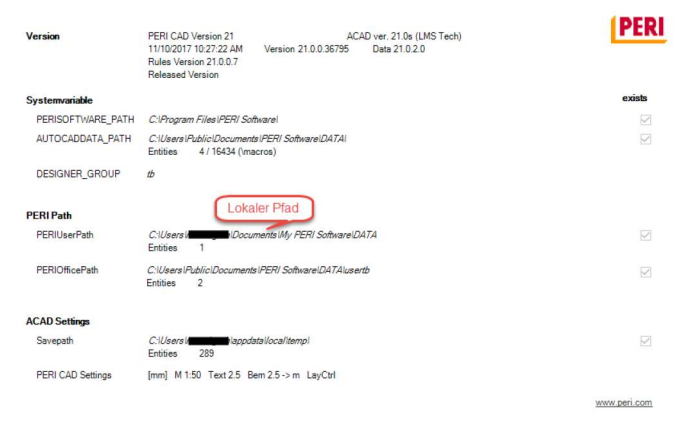 PERI
Version PERI CAD Version 21 ACAD ver. 21.0s (LMS Tech)
11/10/2017 10:27:22 AM Version 21.0.0.36795 Data 21.0.2.0
Rules Version 21.0.0.7
Released Version
Systemvariable exists
PERISOFTWARE_PATH C:\Program Files\PERI Software\
AUTOCADDATA_PATH C:\Users\Public\Documents\PERI Software\DATA\
Entities 4 / 16434 (\macros)
DESIGNER_GROUP tb
Lokaler Pfad
PERI Path
PERIUserPath C:\Users\ \Documents\My PERI Software\DATA
Entities 1
PERIOfficePath C:\Users\Public\Documents\PERI Software\DATA\usertb
Entities 2
ACAD Settings
Savepath C:\Users\ \appdata\local\temp\
Entities 289
PERI CAD Settings [mm] M 1:50 Text 2.5 Bem 2.5 -> m LayCtrl
www.peri.com